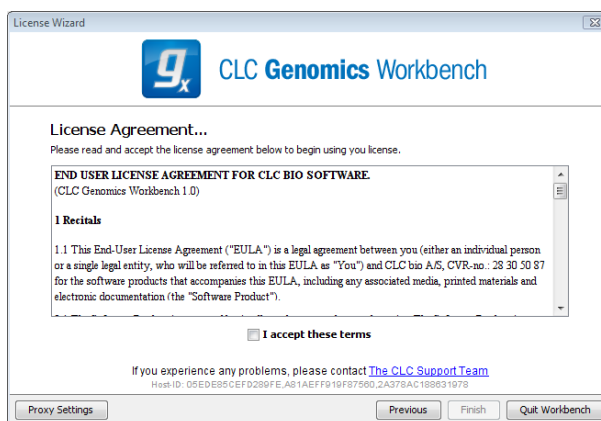 License Wizard
gx
CLC Genomics Workbench
License Agreement...
Please read and accept the license agreement below to begin using you license.
END USER LICENSE AGREEMENT FOR CLC BIO SOFTWARE.
(CLC Genomics Workbench 1.0)
1 Recitals
1.1 This End-User License Agreement ("EULA") is a legal agreement between you (either an individual person
or a single legal entity, who will be referred to in this EULA as "You") and CLC bio A/S, CVR-no.: 28 30 50 87
for the software products that accompanies this EULA, including any associated media, printed materials and
electronic documentation (the "Software Product").
I accept these terms
If you experience any problems, please contact The CLC Support Team
Host-ID: 05EDE85CEFD289FE,A81AEFF919F87560,2A378AC188631978
Proxy Settings
Previous
Finish
Quit Workbench